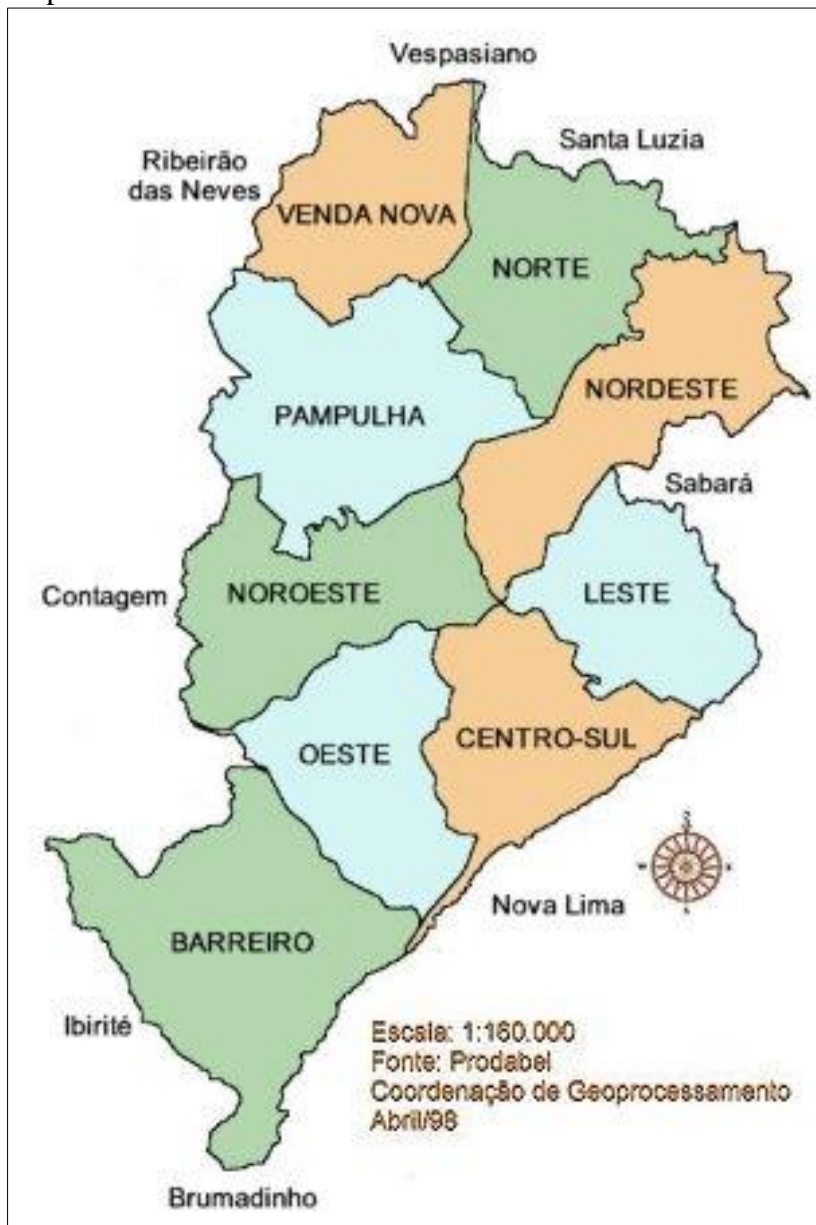 Vespasiano
Santa Luzia
Ribeirão
das Neves
VENDA NOVA
NORTE
NORDESTE
PAMPULHA
Sabará
Contagem
NOROESTE
LESTE
OESTE
CENTRO-SUL
Nova Lima
BARREIRO
Ibirité
Escala: 1:160.000
Fonte: Prodabel
Coordenação de Geoprocessamento
Abril/98
Brumadinho